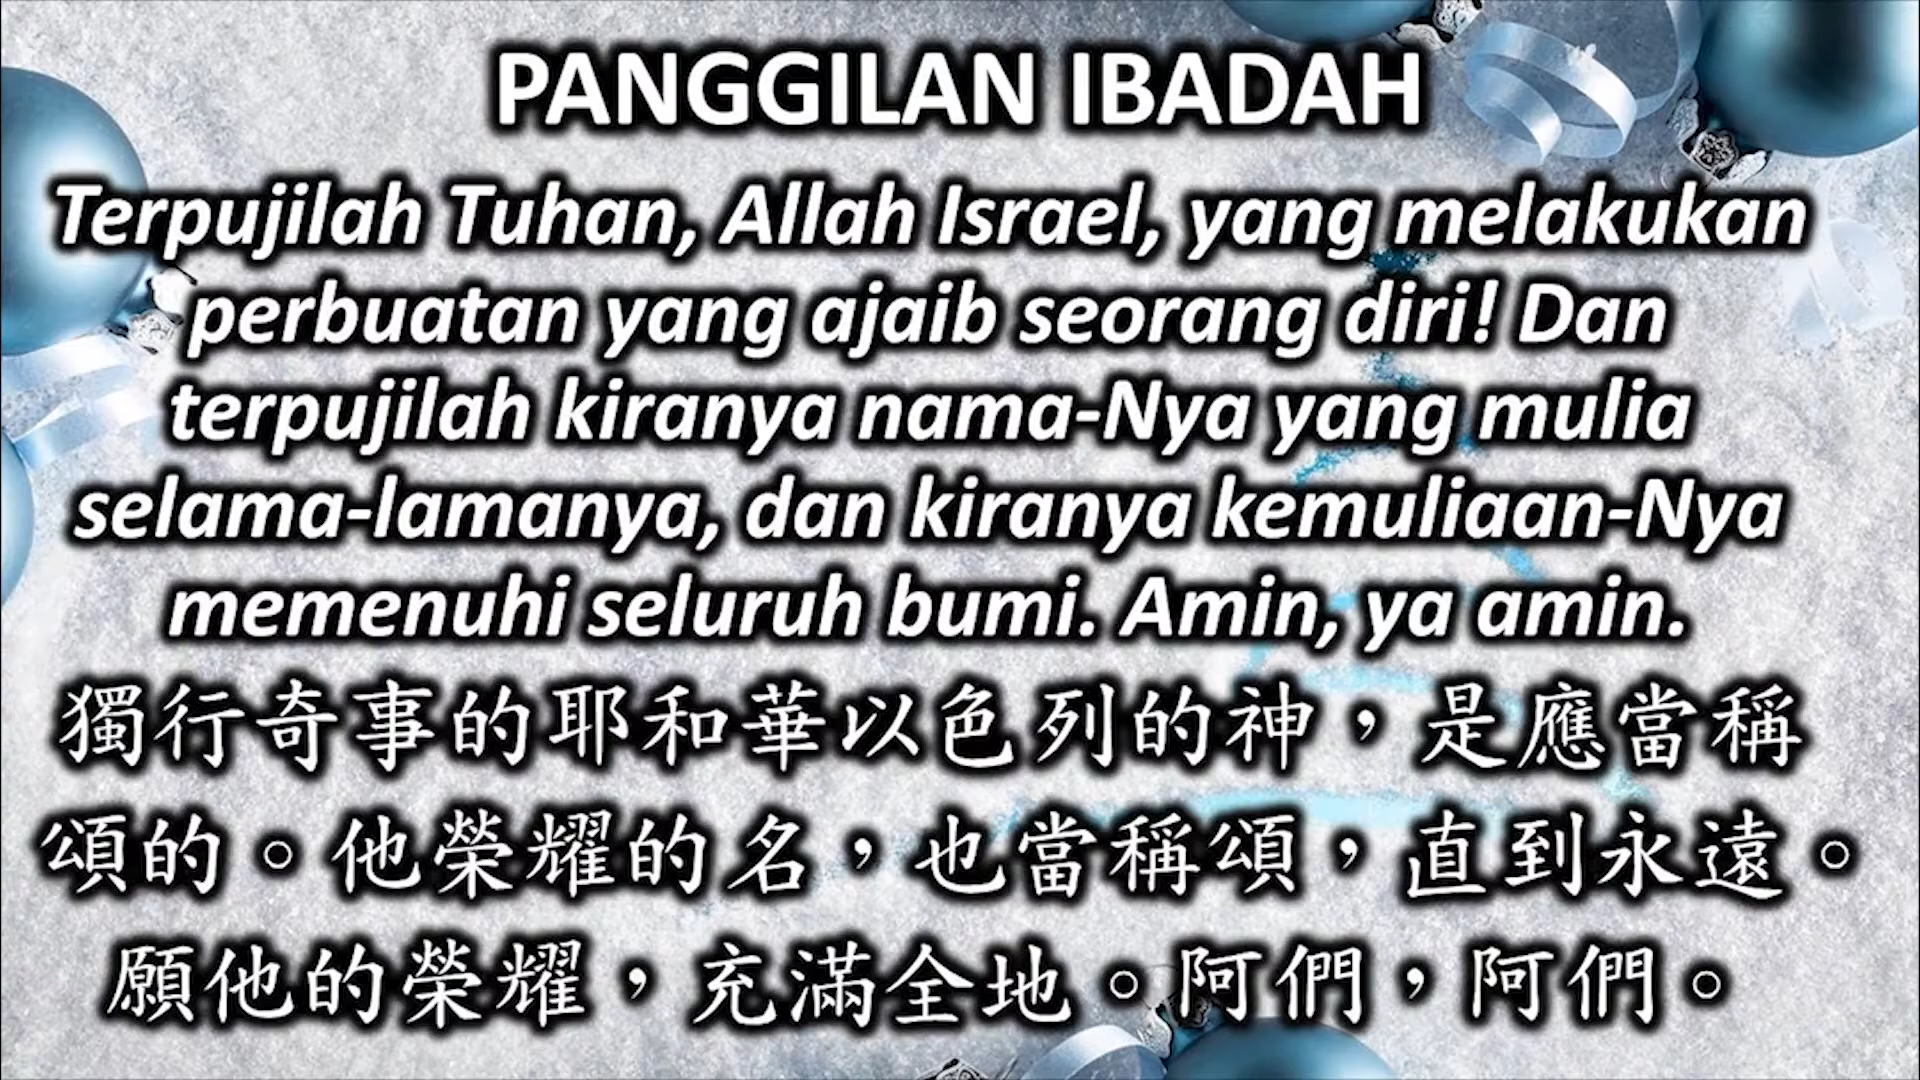 PANGGILAN IBADAH
Terpujilah Tuhan, Allah Israel, yang melakukan
perbuatan yang ajaib seorang diri! Dan
terpujilah kiranya nama-Nya yang mulia
selama-lamanya, dan kiranya kemuliaan-Nya
memenuhi seluruh bumi. Amin, ya amin.
獨行奇事的耶和華以色列的神，是應當稱
頌的。他榮耀的名，也當稱頌，直到永遠。
願他的榮耀，充滿全地。阿們，阿們。